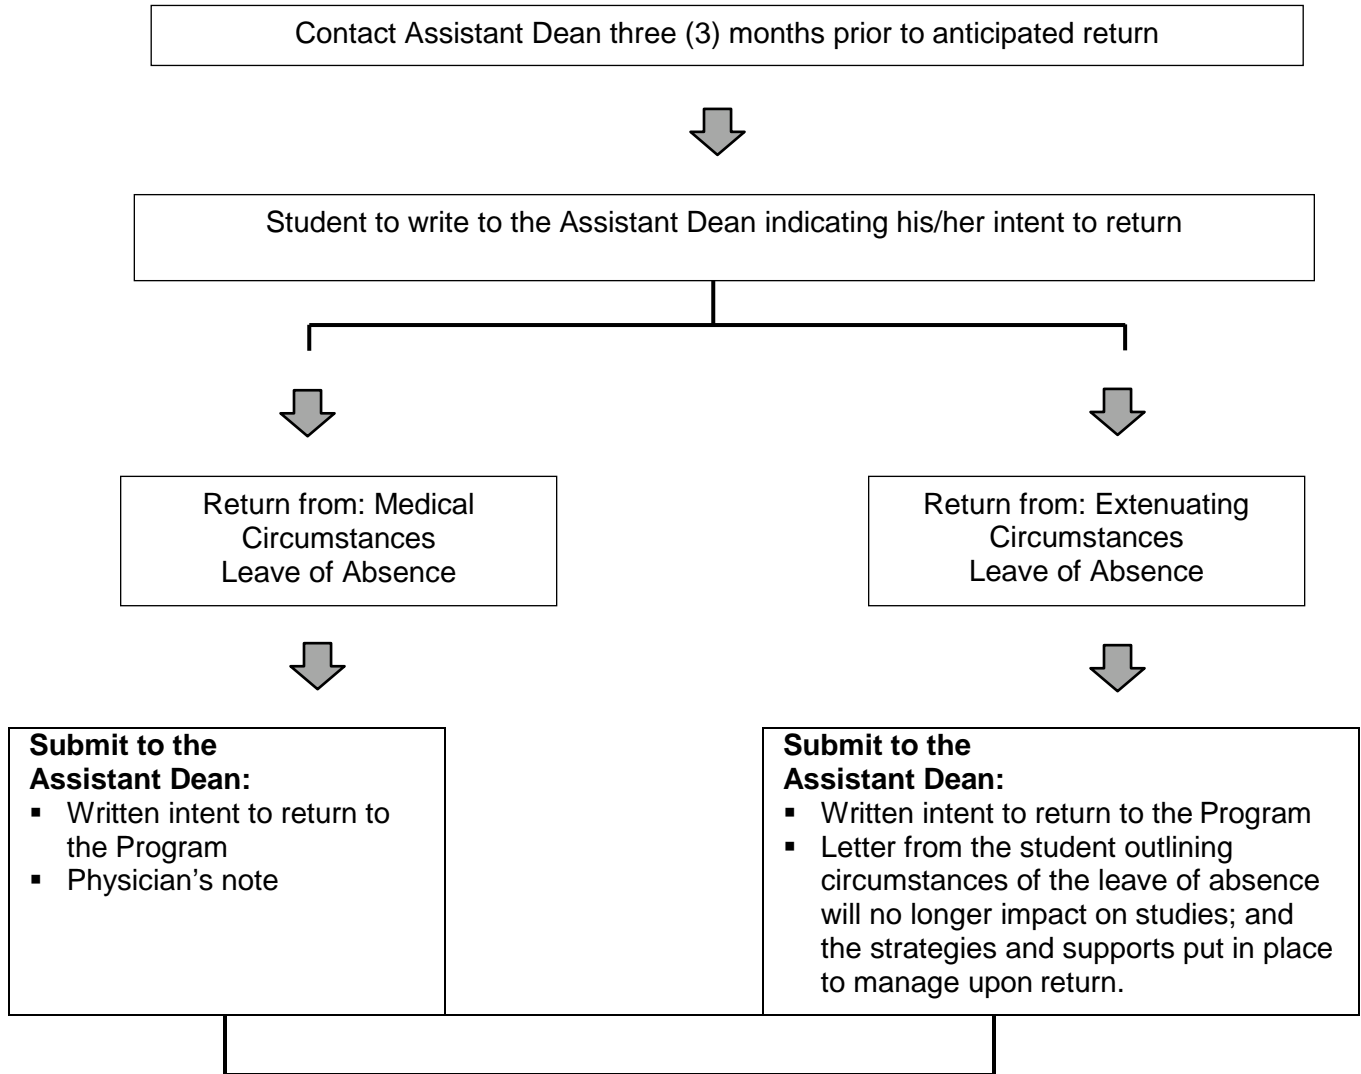 Contact Assistant Dean three (3) months prior to anticipated return
Student to write to the Assistant Dean indicating his/her intent to return
Return from: Medical
Circumstances
Leave of Absence
Return from: Extenuating
Circumstances
Leave of Absence
Submit to the
Assistant Dean:
▪ Written intent to return to
the Program
▪ Physician's note
Submit to the
Assistant Dean:
▪ Written intent to return to the Program
▪ Letter from the student outlining
circumstances of the leave of absence
will no longer impact on studies; and
the strategies and supports put in place
to manage upon return.